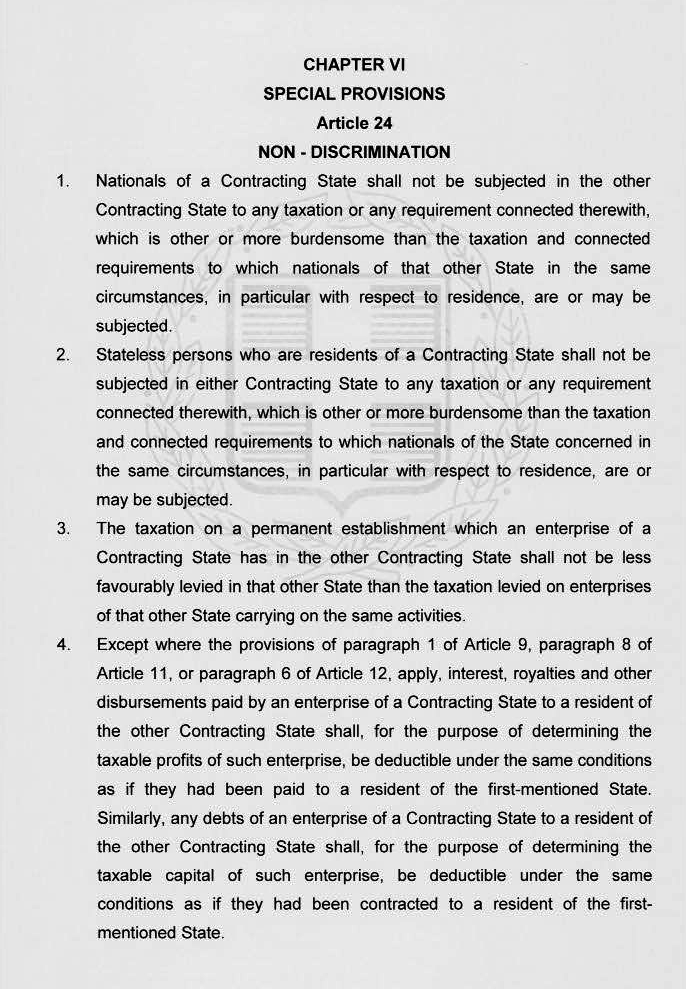 CHAPTER VI
SPECIAL PROVISIONS
Article 24
NON - DISCRIMINATION
1. Nationals of a Contracting State shall not be subjected in the other
Contracting State to any taxation or any requirement connected therewith,
which is other or more burdensome than the taxation and connected
requirements to which nationals of that other State in the same
circumstances, in particular with respect to residence, are or may be
subjected.
2. Stateless persons who are residents of a Contracting State shall not be
subjected in either Contracting State to any taxation or any requirement
connected therewith, which is other or more burdensome than the taxation
and connected requirements to which nationals of the State concerned in
the same circumstances, in particular with respect to residence, are or
may be subjected.
3. The taxation on a permanent establishment which an enterprise of a
Contracting State has in the other Contracting State shall not be less
favourably levied in that other State than the taxation levied on enterprises
of that other State carrying on the same activities.
4. Except where the provisions of paragraph 1 of Article 9, paragraph 8 of
Article 11, or paragraph 6 of Article 12, apply, interest, royalties and other
disbursements paid by an enterprise of a Contracting State to a resident of
the other Contracting State shall, for the purpose of determining the
taxable profits of such enterprise, be deductible under the same conditions
as if they had been paid to a resident of the first-mentioned State.
Similarly, any debts of an enterprise of a Contracting State to a resident of
the other Contracting State shall, for the purpose of determining the
taxable capital of such enterprise, be deductible under the same
conditions as if they had been contracted to a resident of the first-
mentioned State.